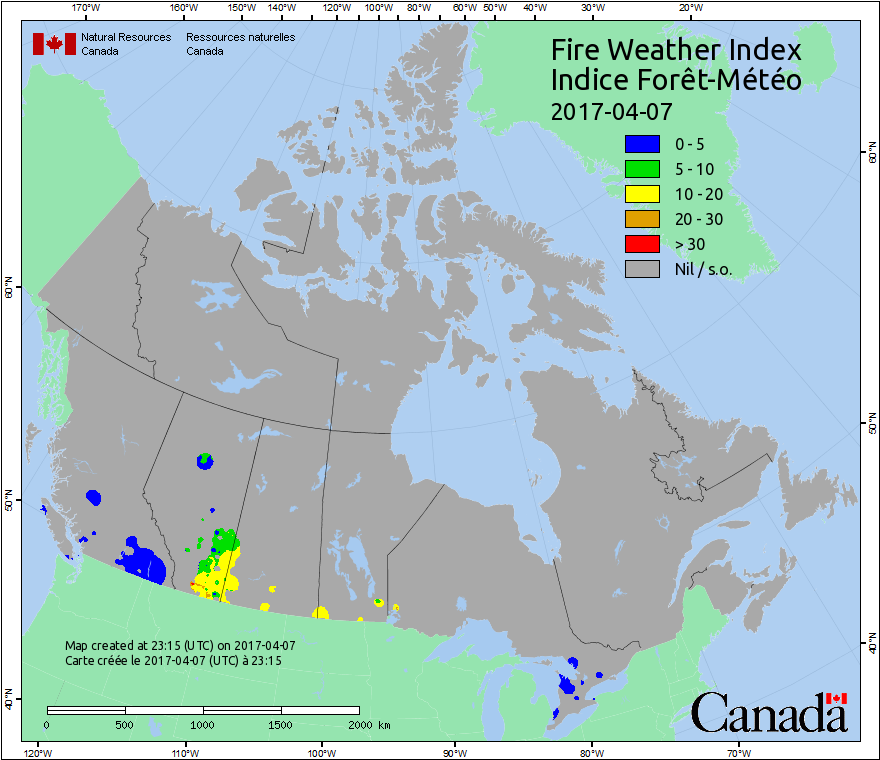 170°W 160°W 150°W 140°W 130°W 120°W 110°W 100°W 90°W 80°W 60°W 50°W 40°W 30°W 20°W
Natural Resources Ressources naturelles
Canada Canada
Fire Weather Index
Indice Forêt-Météo
2017-04-07
0 - 5
5 - 10
10 - 20
20 - 30
> 30
Nil / s.o.
60°N
60°N
50°N
50°N
40°N
40°N
Map created at 23:15 (UTC) on 2017-04-07
Carte créée le 2017-04-07 (UTC) à 23:15
0 500 1000 1500 2000 km
Canada
120°W 110°W 100°W 90°W 80°W 70°W